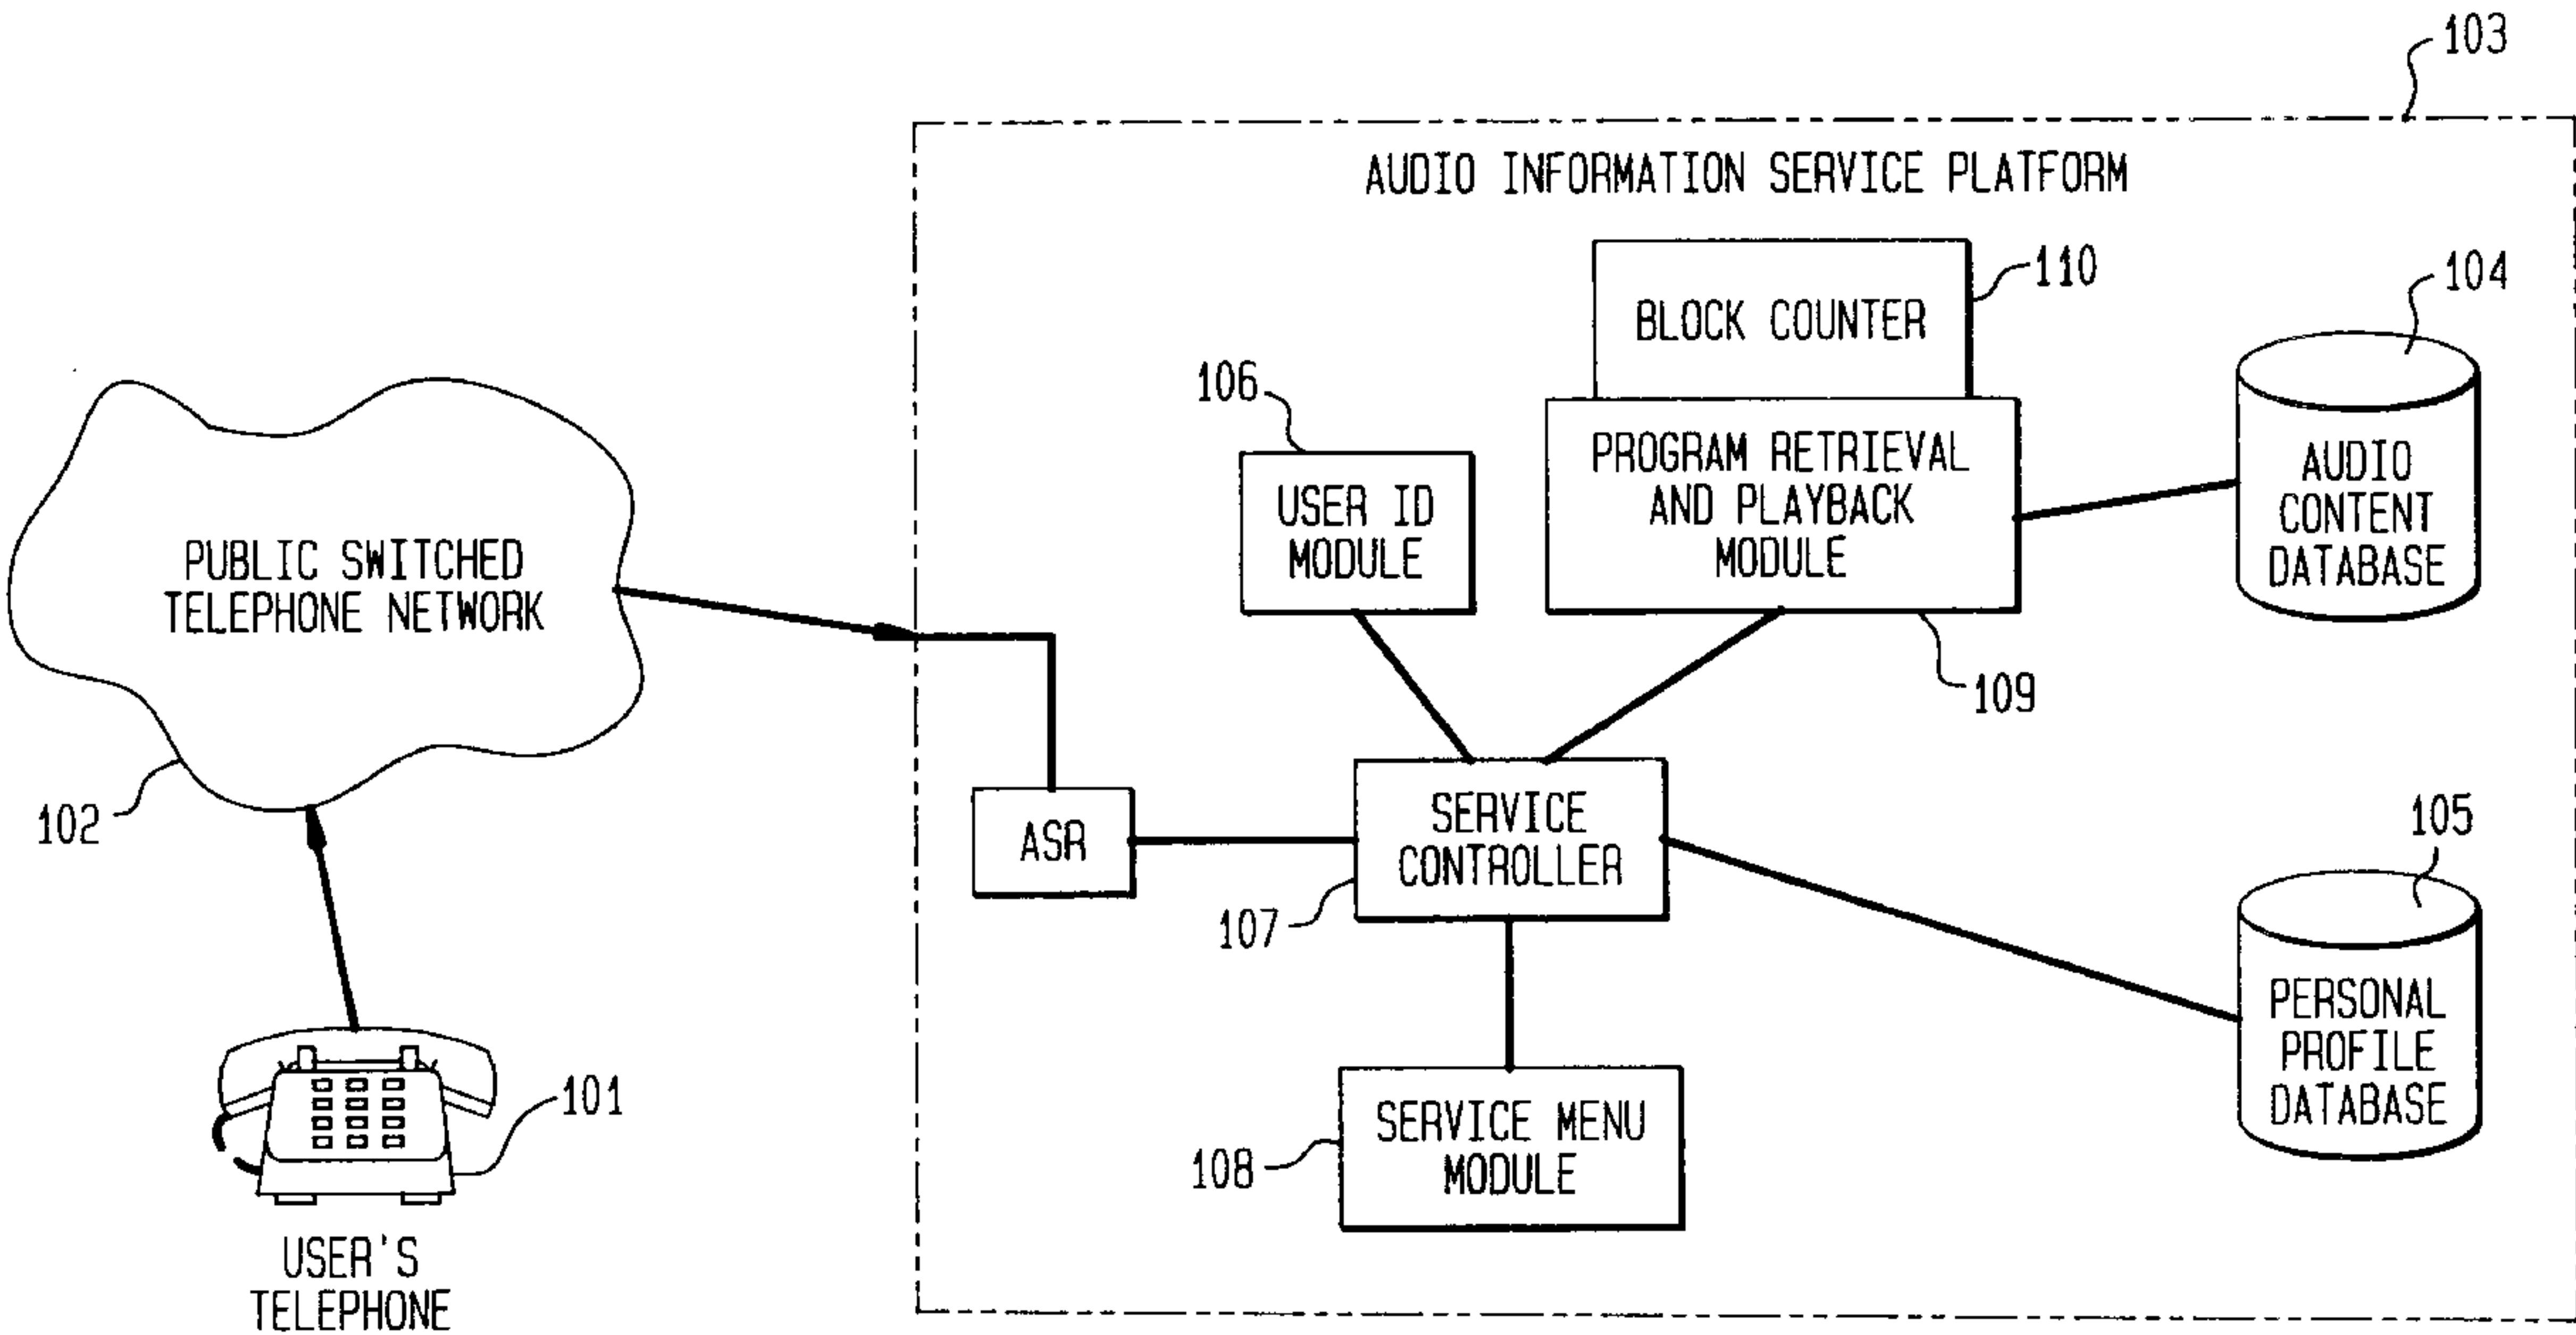 103
AUDIO INFORMATION SERVICE PLATFORM
110
BLOCK COUNTER
104
106
PROGRAM RETRIEVAL
AND PLAYBACK
MODULE
USER ID
MODULE
AUDIO
CONTENT
DATABASE
PUBLIC SWITCHED
TELEPHONE NETWORK
109
102
ASR
SERVICE
CONTROLLER
107
105
PERSONAL
PROFILE
DATABASE
101
SERVICE MENU
MODULE
108
USER'S
TELEPHONE